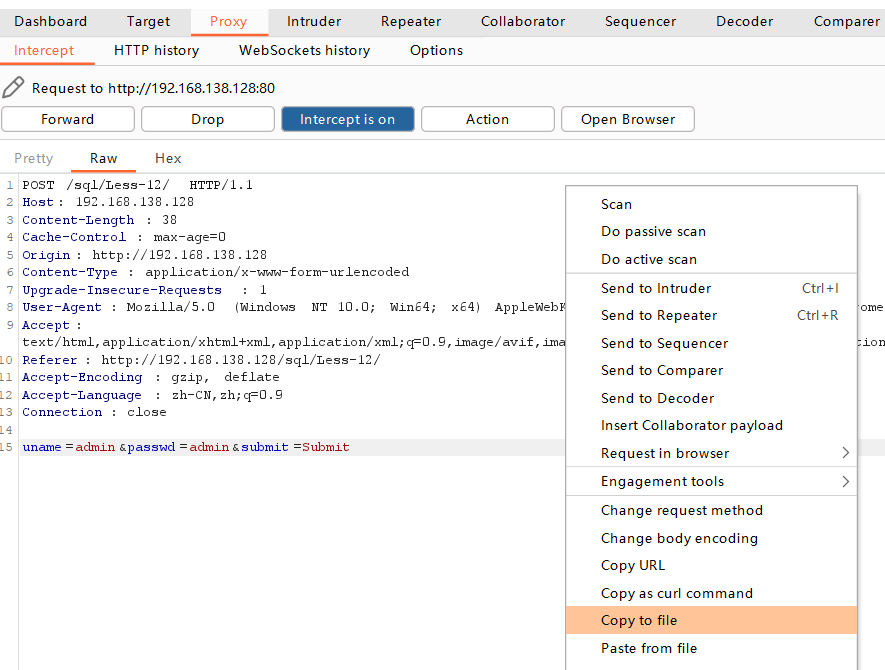 Dashboard Target Proxy Intruder Repeater Collaborator Sequencer Decoder Comparer
Intercept HTTP history WebSockets history Options
Request to http://192.168.138.128:80
Forward Drop Intercept is on Action Open Browser
Pretty Raw Hex
1 POST /sql/Less-12/ HTTP/1.1
2 Host: 192.168.138.128
3 Content-Length : 38
4 Cache-Control : max-age=0
5 Origin: http://192.168.138.128
6 Content-Type : application/x-www-form-urlencoded
7 Upgrade-Insecure-Requests : 1
8 User-Agent : Mozilla/5.0 (Windows NT 10.0; Win64; x64) AppleWebK rome
9 Accept:
text/html,application/xhtml+xml,application/xml;q=0.9,image/avif,ima tion
10 Referer : http://192.168.138.128/sql/Less-12/
11 Accept-Encoding : gzip, deflate
12 Accept-Language : zh-CN,zh;q=0.9
13 Connection : close
14
15 uname=admin&passwd=admin&submit=Submit
Scan
Do passive scan
Do active scan
Send to Intruder Ctrl+I
Send to Repeater Ctrl+R
Send to Sequencer
Send to Comparer
Send to Decoder
Insert Collaborator payload
Request in browser
Engagement tools
Change request method
Change body encoding
Copy URL
Copy as curl command
Copy to file
Paste from file